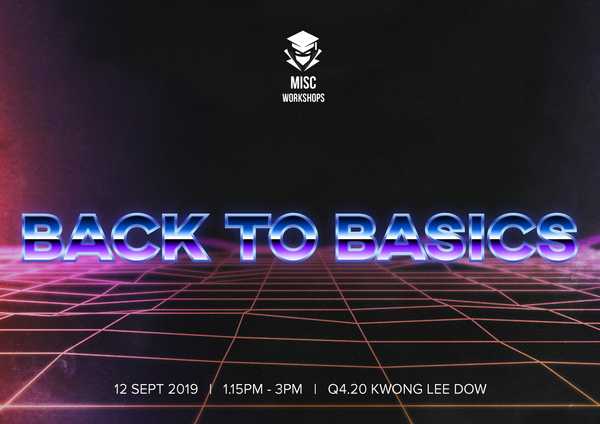 MISC
WORKSHOPS
BACK TO BASICS
12 SEPT 2019 | 1.15PM - 3PM | Q4.20 KWONG LEE DOW